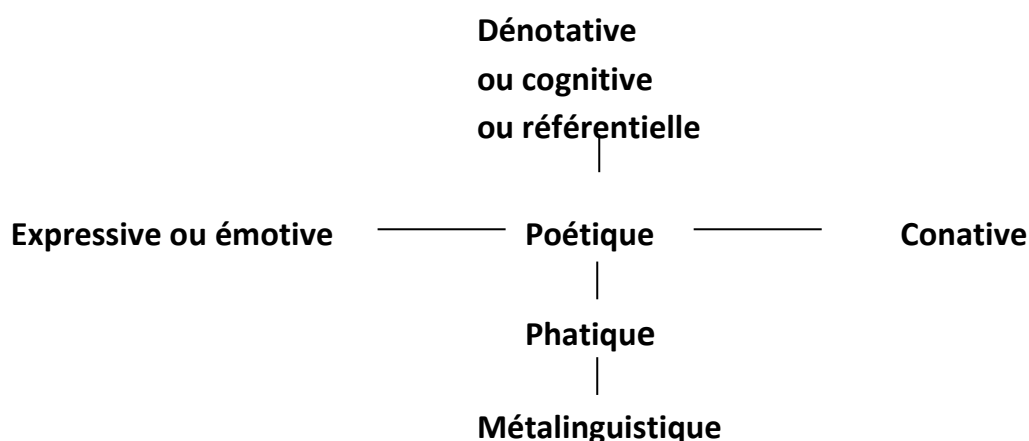 Dénotative
ou cognitive
ou référentielle
Expressive ou émotive Poétique Conative
Phatique
Métalinguistique